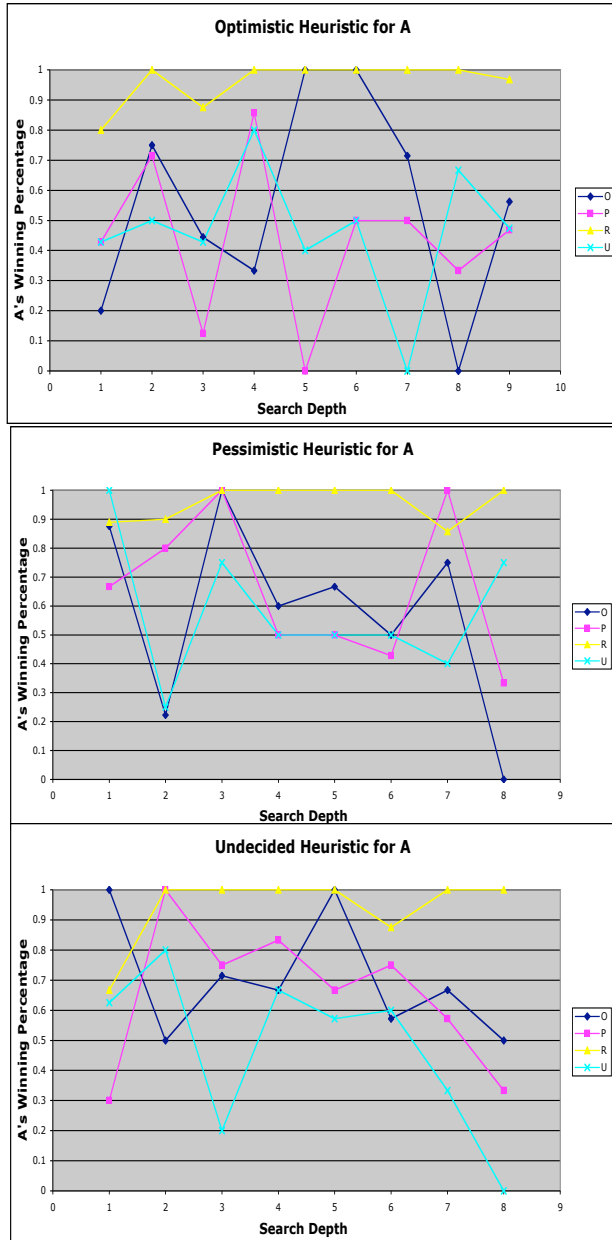 Optimistic Heuristic for A
A's Winning Percentage
1
0.9
0.8
0.7
0.6
0.5
0.4
0.3
0.2
0.1
0
0 1 2 3 4 5 6 7 8 9 10
Search Depth
O
P
R
U
Pessimistic Heuristic for A
A's Winning Percentage
1
0.9
0.8
0.7
0.6
0.5
0.4
0.3
0.2
0.1
0
0 1 2 3 4 5 6 7 8 9
Search Depth
O
P
R
U
Undecided Heuristic for A
A's Winning Percentage
1
0.9
0.8
0.7
0.6
0.5
0.4
0.3
0.2
0.1
0
0 1 2 3 4 5 6 7 8 9
Search Depth
O
P
R
U